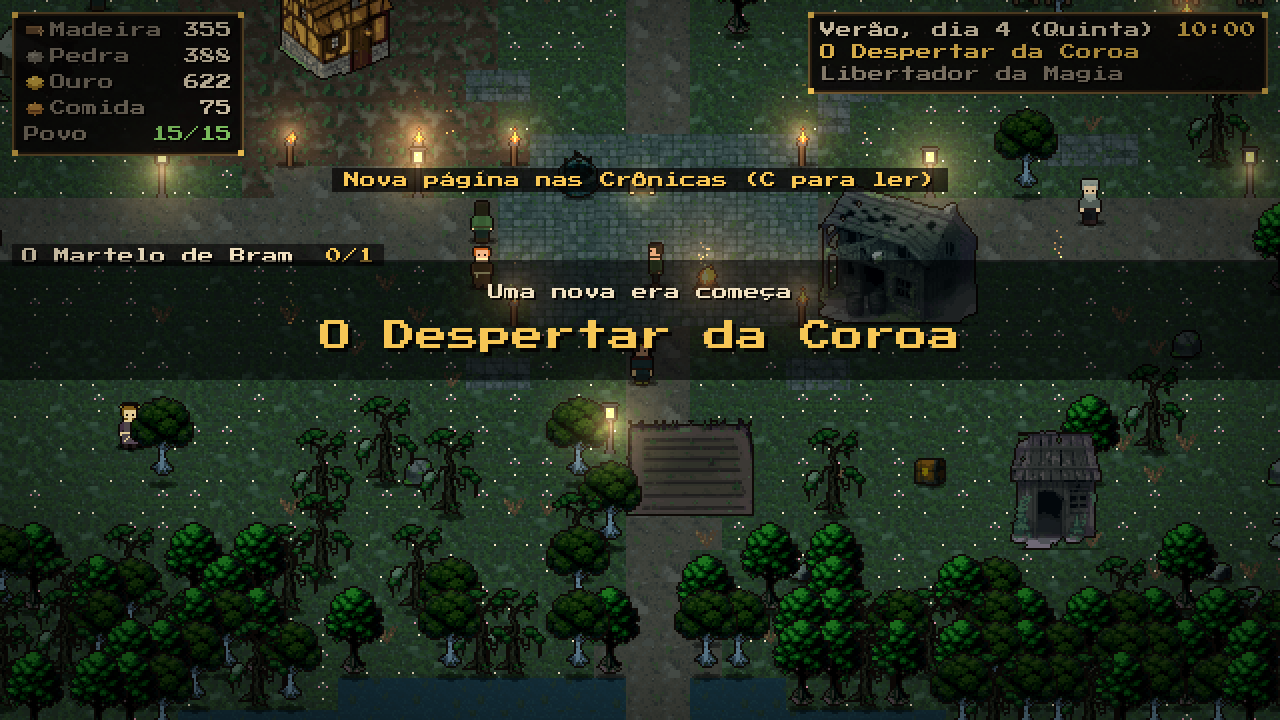 Madeira 355
Pedra 388
Ouro 622
Comida 75
Povo 15/15
Verão, dia 4 (Quinta) 10:00
O Despertar da Coroa
Libertador da Magia
Nova página nas Crônicas (C para ler)
O Martelo de Bram 0/1
Uma nova era começa
O Despertar da Coroa